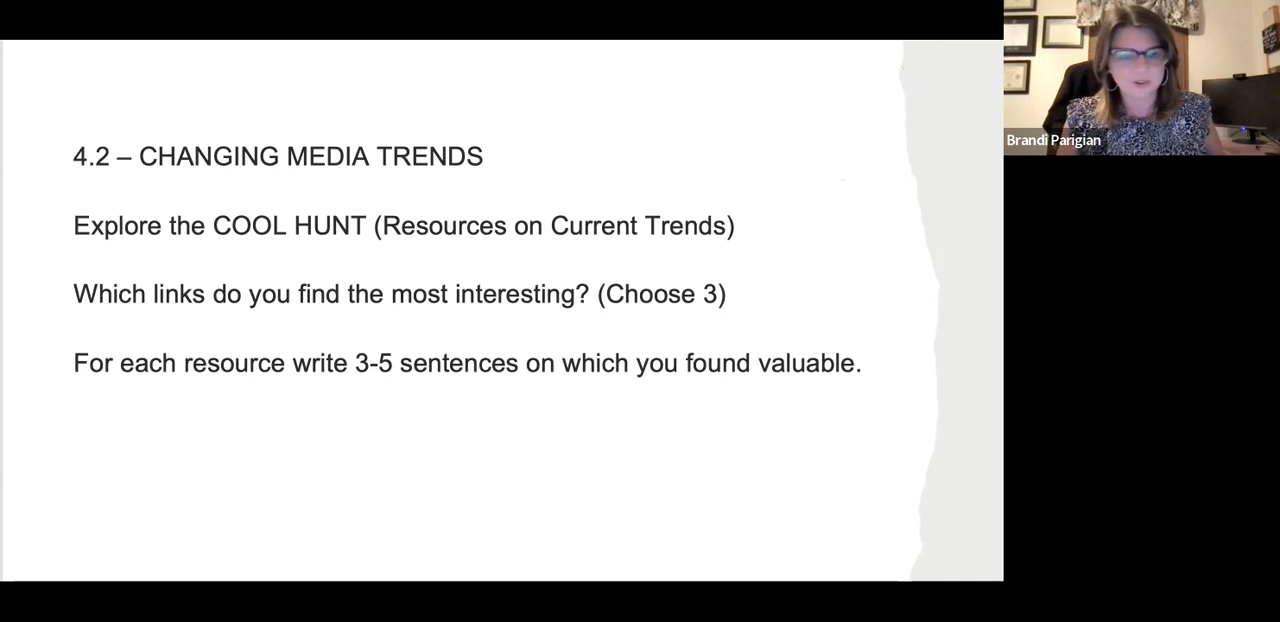 4.2 – CHANGING MEDIA TRENDS
Explore the COOL HUNT (Resources on Current Trends)
Which links do you find the most interesting? (Choose 3)
For each resource write 3-5 sentences on which you found valuable.
Brandi Parigian